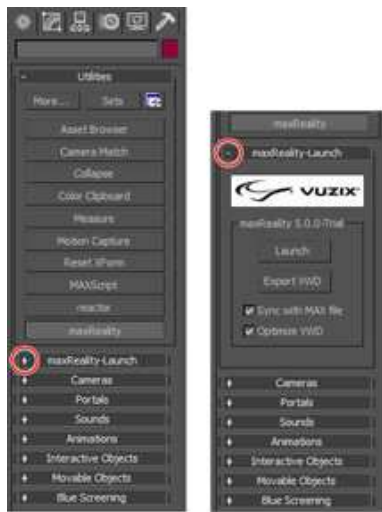 Utilities
More...
Sets
Asset Browser
Camera Match
Collapse
Color Clipboard
Measure
Motion Capture
Reset XForm
MAXScript
reactor
maxReality
maxReality-Launch
Cameras
Portals
Sounds
Animations
Interactive Objects
Movable Objects
Blue Screening
maxReality
maxReality-Launch
VUZIX
maxReality 5.0.0-Trial
Launch
Export VWD
Sync with MAX file
Optimize VWD
Cameras
Portals
Sounds
Animations
Interactive Objects
Movable Objects
Blue Screening